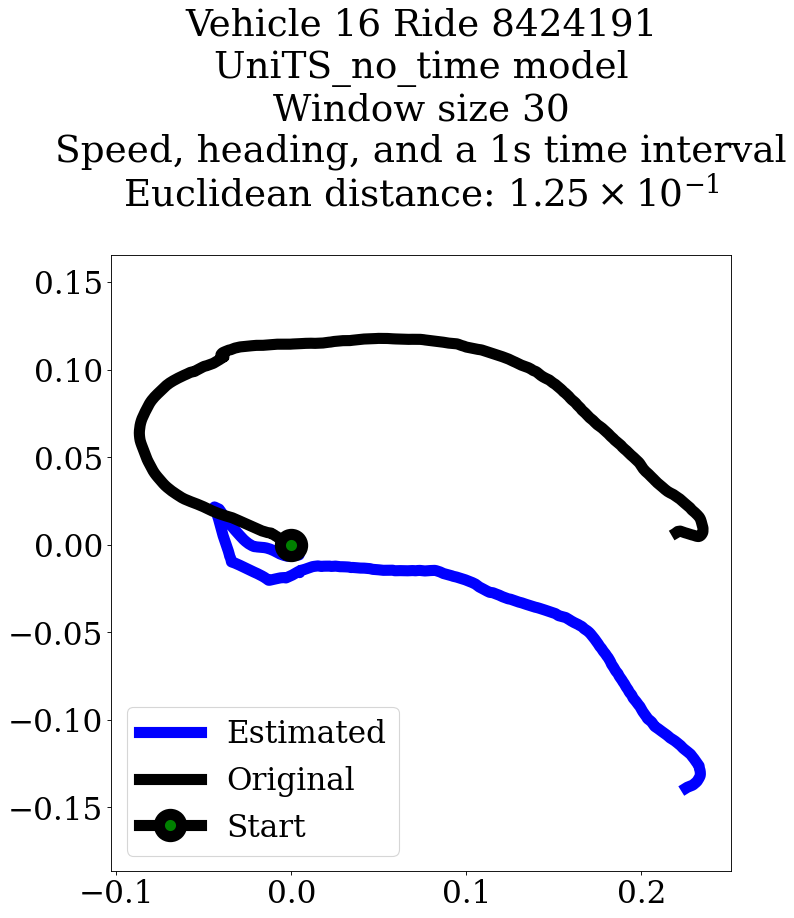 Vehicle 16 Ride 8424191
UniTS_no_time model
Window size 30
Speed, heading, and a 1s time interval
Euclidean distance: 1.25 × 10⁻¹
0.15
0.10
0.05
0.00
−0.05
−0.10
−0.15
Estimated
Original
Start
−0.1
0.0
0.1
0.2